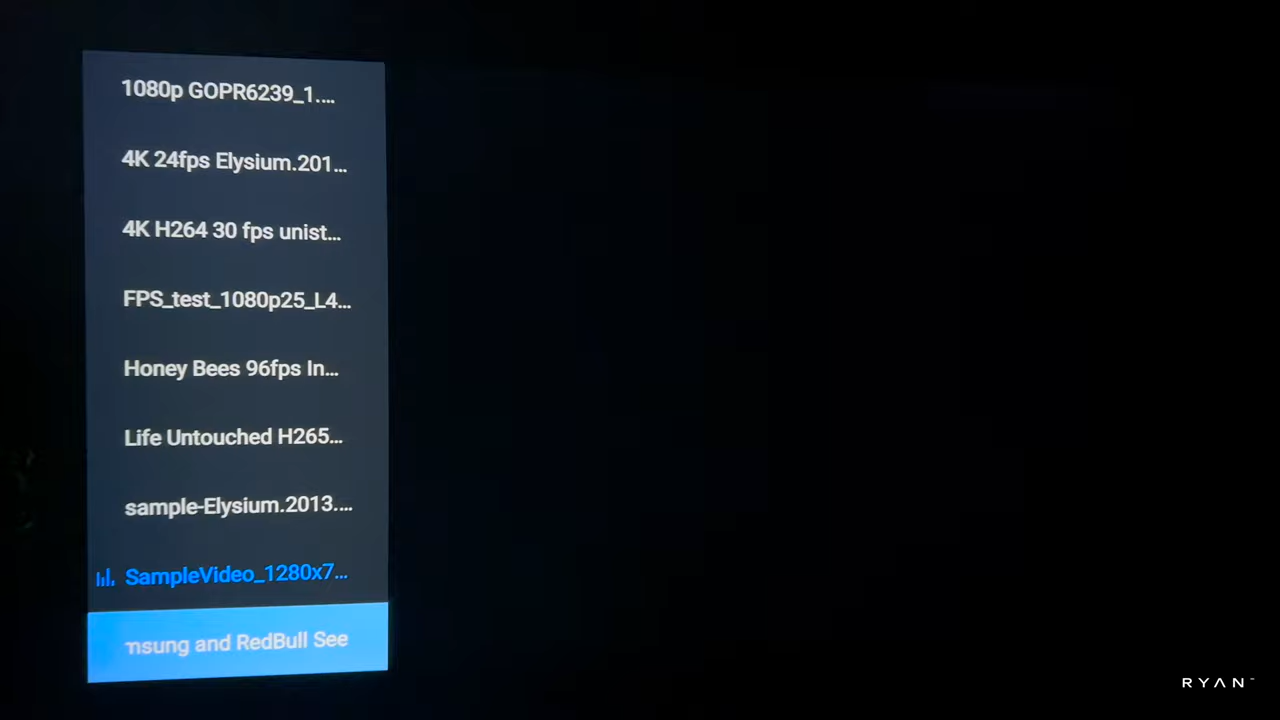 1080p GOPR6239_1....
4K 24fps Elysium.201...
4K H264 30 fps unist...
FPS_test_1080p25_L4...
Honey Bees 96fps In...
Life Untouched H265...
sample-Elysium.2013....
SampleVideo_1280x7...
msung and RedBull See
RYAN™